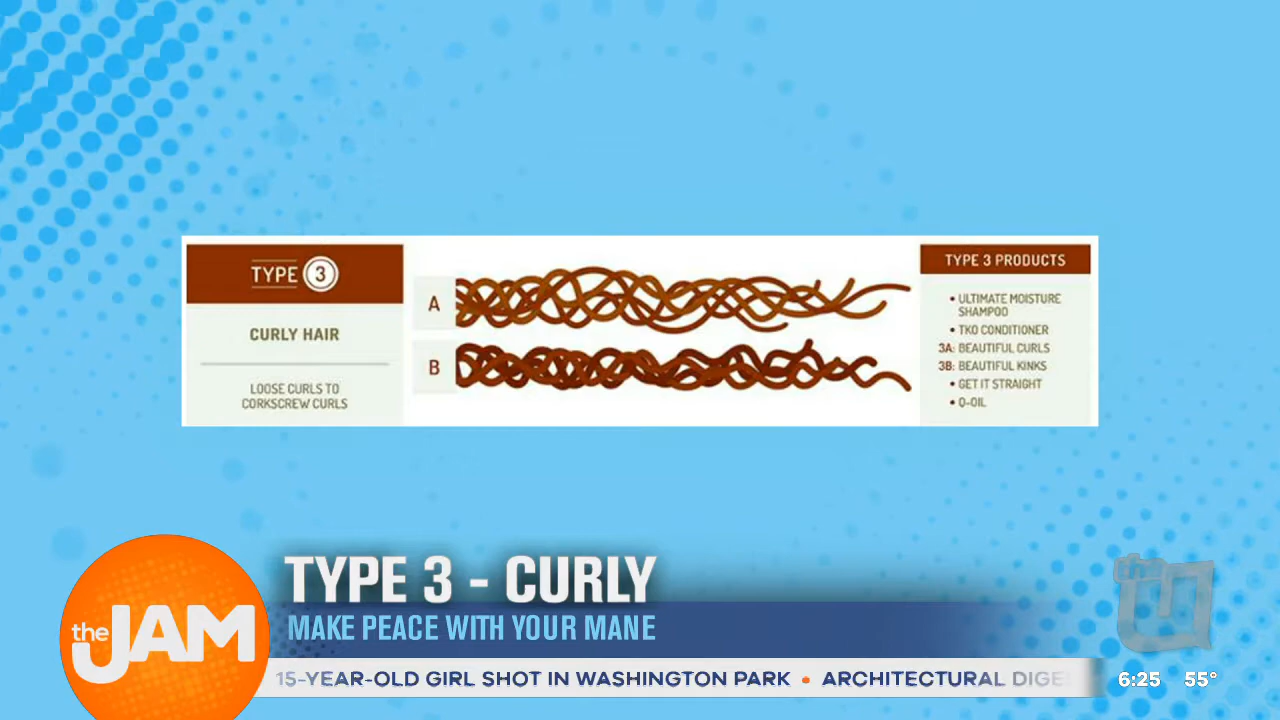 TYPE 3
CURLY HAIR
LOOSE CURLS TO
CORKSCREW CURLS
A
B
TYPE 3 PRODUCTS
• ULTIMATE MOISTURE
SHAMPOO
• TKO CONDITIONER
3A: BEAUTIFUL CURLS
3B: BEAUTIFUL KINKS
• GET IT STRAIGHT
• Q-OIL
TYPE 3 - CURLY
MAKE PEACE WITH YOUR MANE
the JAM
the U
15-YEAR-OLD GIRL SHOT IN WASHINGTON PARK • ARCHITECTURAL DIGE
6:25 55°